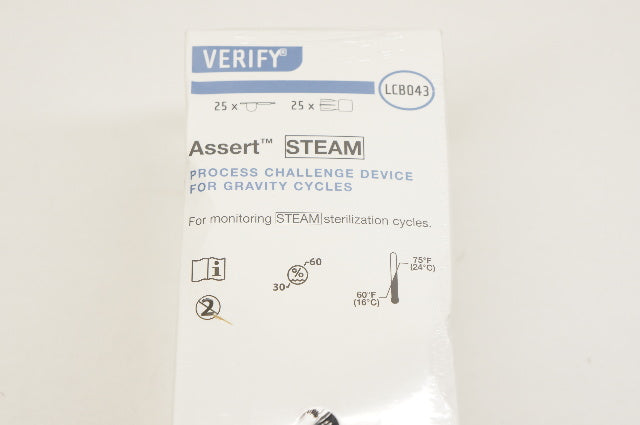 VERIFY®
LCB043
25 x 25 x
Assert™ STEAM
PROCESS CHALLENGE DEVICE
FOR GRAVITY CYCLES
For monitoring STEAM sterilization cycles.
i
% 60
30
75°F
(24°C)
60°F
(16°C)
2